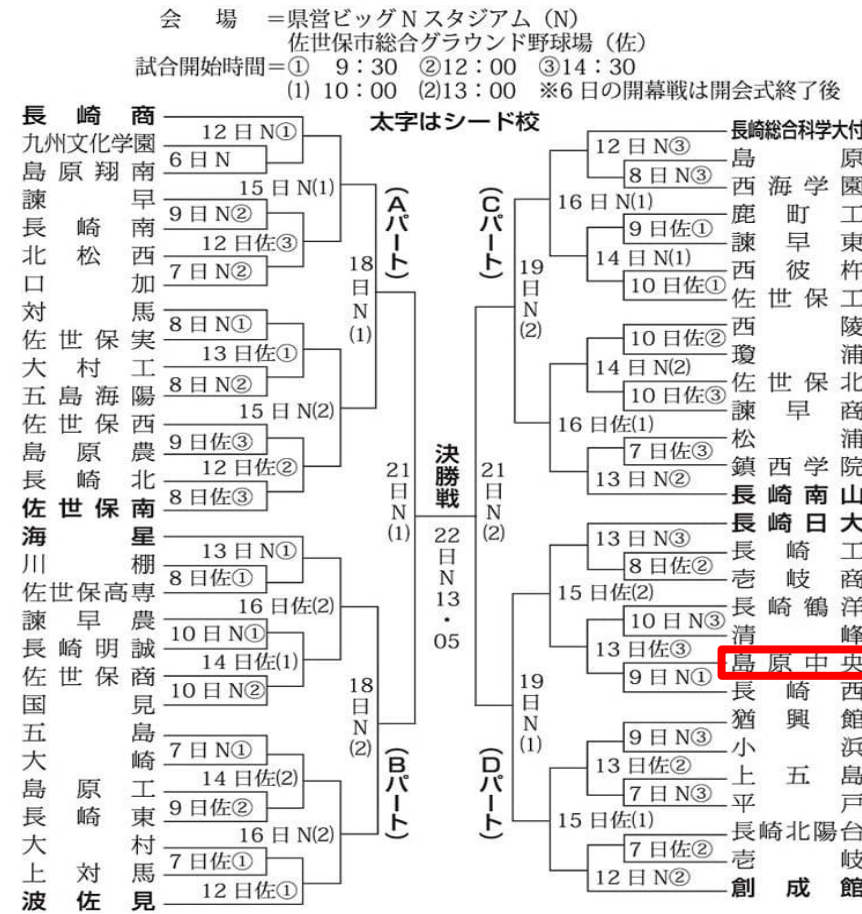 会　場　＝県営ビッグNスタジアム（N）
佐世保市総合グラウンド野球場（佐）
試合開始時間＝①　9：30　②12：00　③14：30
(1) 10：00　(2)13：00　※6日の開幕戦は開会式終了後
太字はシード校
長崎商
九州文化学園
島原翔南
諫早
長崎南
北松西
口加
対馬
佐世保実
大村工
五島海陽
佐世保西
島原農
長崎北
佐世保南
海星
川棚
佐世保高専
諫早農
長崎明誠
佐世保商
国見
五島
大崎
島原工
長崎東
大村
上対馬
波佐見
12日N①
6日N
15日N(1)
9日N②
12日佐③
7日N②
8日N①
13日佐①
8日N②
15日N(2)
9日佐③
12日佐②
8日佐③
13日N①
8日佐①
16日佐(2)
10日N①
14日佐(1)
10日N②
7日N①
14日佐(2)
9日佐②
16日N(2)
7日佐①
12日佐①
(Aパート)
18日N(1)
18日N(2)
(Bパート)
21日N(1)
決勝戦
22日N13・05
21日N(2)
(Cパート)
19日N(2)
19日N(1)
(Dパート)
12日N③
8日N③
16日N(1)
9日佐①
14日N(1)
10日佐①
10日佐②
14日N(2)
10日佐③
16日佐(1)
7日佐③
13日N②
13日N③
8日佐②
15日佐(2)
10日N③
13日佐③
9日N①
9日N③
13日佐②
7日N③
15日佐(1)
7日佐②
12日N②
長崎総合科学大付
島原
西海学園
鹿町工
諫早東
西彼杵
佐世保工
西陵
瓊浦
佐世保北
諫早商
松浦
鎮西学院
長崎南山
長崎日大
長崎工
壱岐商
長崎鶴洋
清峰
島原中央
長崎西
猶興館
小浜
上五島
平戸
長崎北陽台
壱岐
創成館